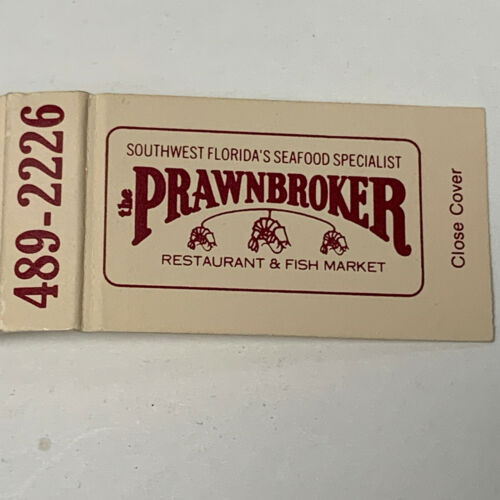 489-2226
SOUTHWEST FLORIDA'S SEAFOOD SPECIALIST
the PRAWNBROKER
RESTAURANT & FISH MARKET
Close Cover